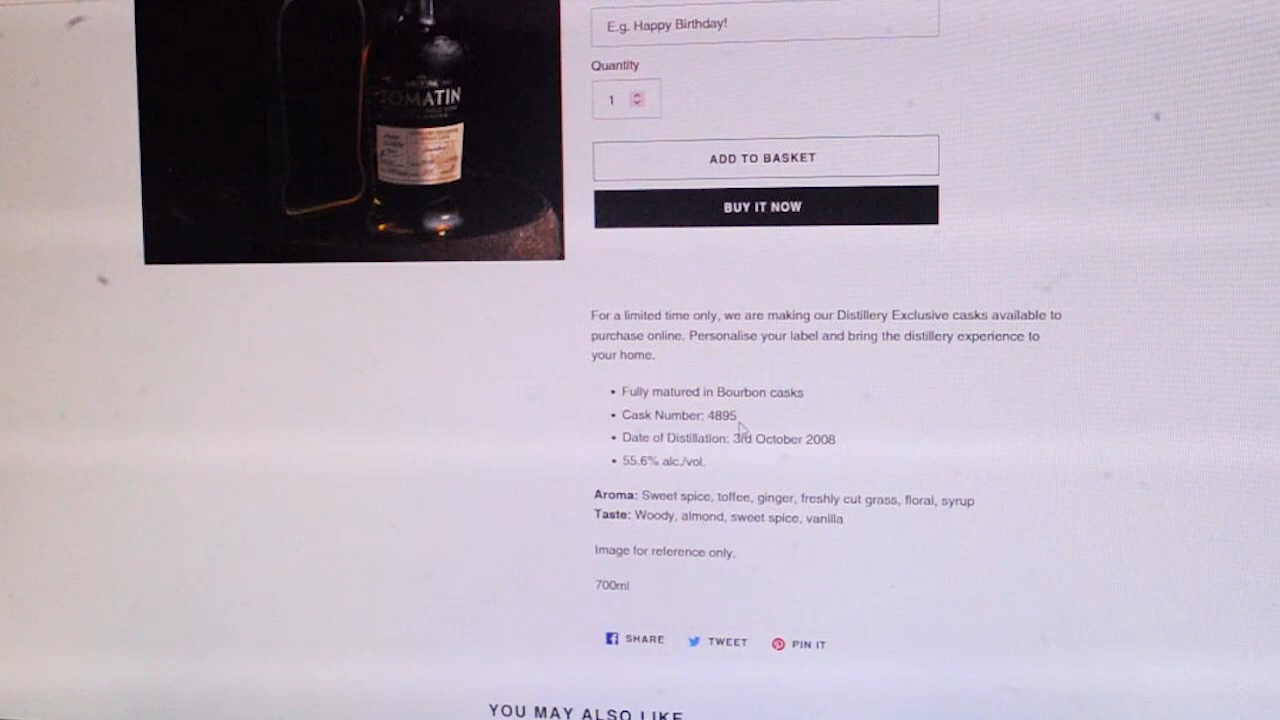 E.g. Happy Birthday!
Quantity
1
ADD TO BASKET
BUY IT NOW
OMATIN
For a limited time only, we are making our Distillery Exclusive casks available to
purchase online. Personalise your label and bring the distillery experience to
your home.
• Fully matured in Bourbon casks
• Cask Number: 4895
• Date of Distillation: 3rd October 2008
• 55.6% alc./vol.
Aroma: Sweet spice, toffee, ginger, freshly cut grass, floral, syrup
Taste: Woody, almond, sweet spice, vanilla
Image for reference only.
700ml
SHARE TWEET PIN IT
YOU MAY ALSO LIKE